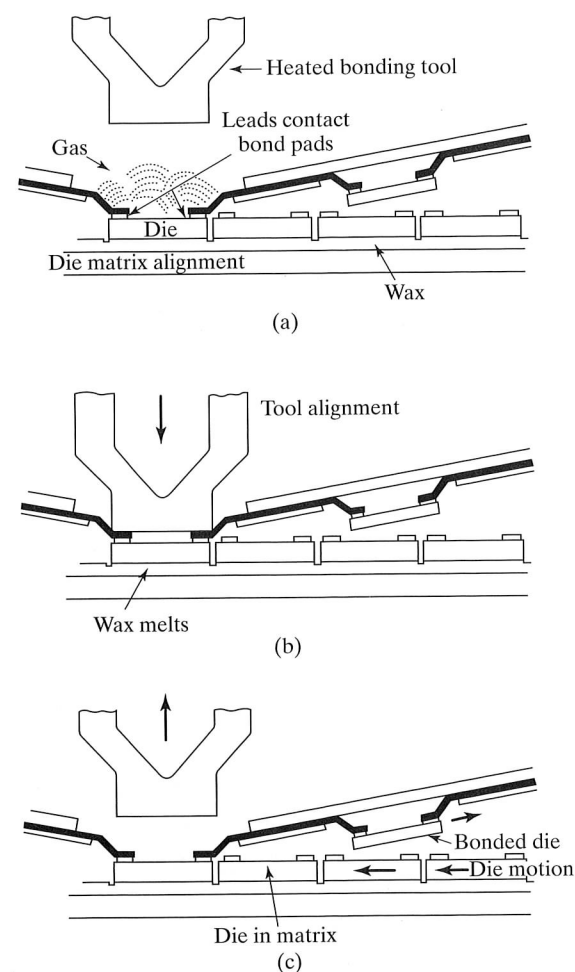 Heated bonding tool
Leads contact
bond pads
Gas
Die
Die matrix alignment
Wax
(a)
Tool alignment
Wax melts
(b)
Bonded die
Die motion
Die in matrix
(c)